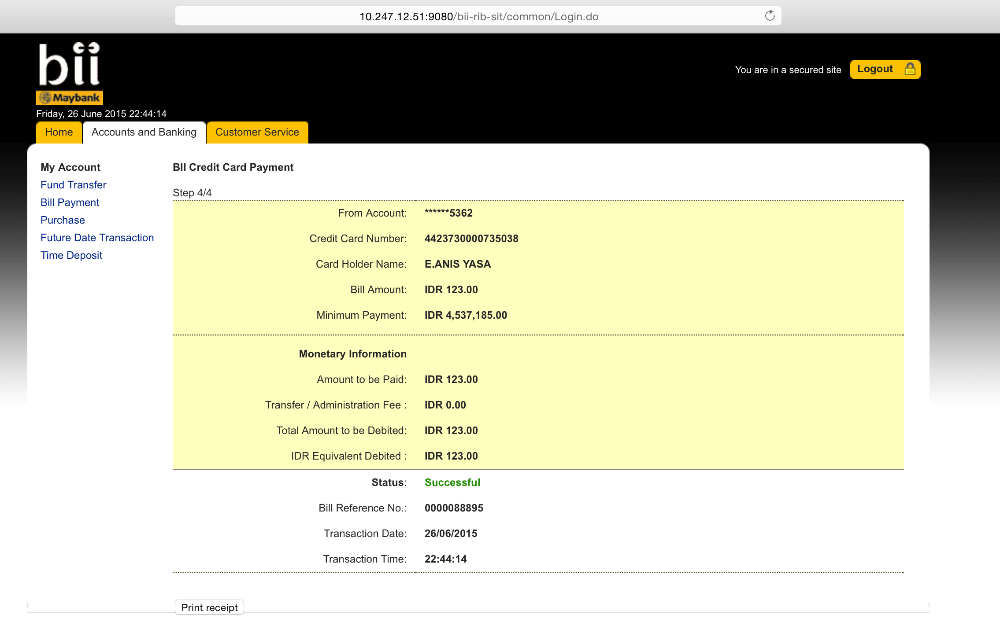 10.247.12.51:9080/bii-rib-sit/common/Login.do
bii
Maybank
You are in a secured site
Logout
Friday, 26 June 2015 22:44:14
Home
Accounts and Banking
Customer Service
My Account
Fund Transfer
Bill Payment
Purchase
Future Date Transaction
Time Deposit
BII Credit Card Payment
Step 4/4
From Account: ******5362
Credit Card Number: 4423730000735038
Card Holder Name: E.ANIS YASA
Bill Amount: IDR 123.00
Minimum Payment: IDR 4,537,185.00
Monetary Information
Amount to be Paid: IDR 123.00
Transfer / Administration Fee : IDR 0.00
Total Amount to be Debited: IDR 123.00
IDR Equivalent Debited : IDR 123.00
Status: Successful
Bill Reference No.: 0000088895
Transaction Date: 26/06/2015
Transaction Time: 22:44:14
Print receipt